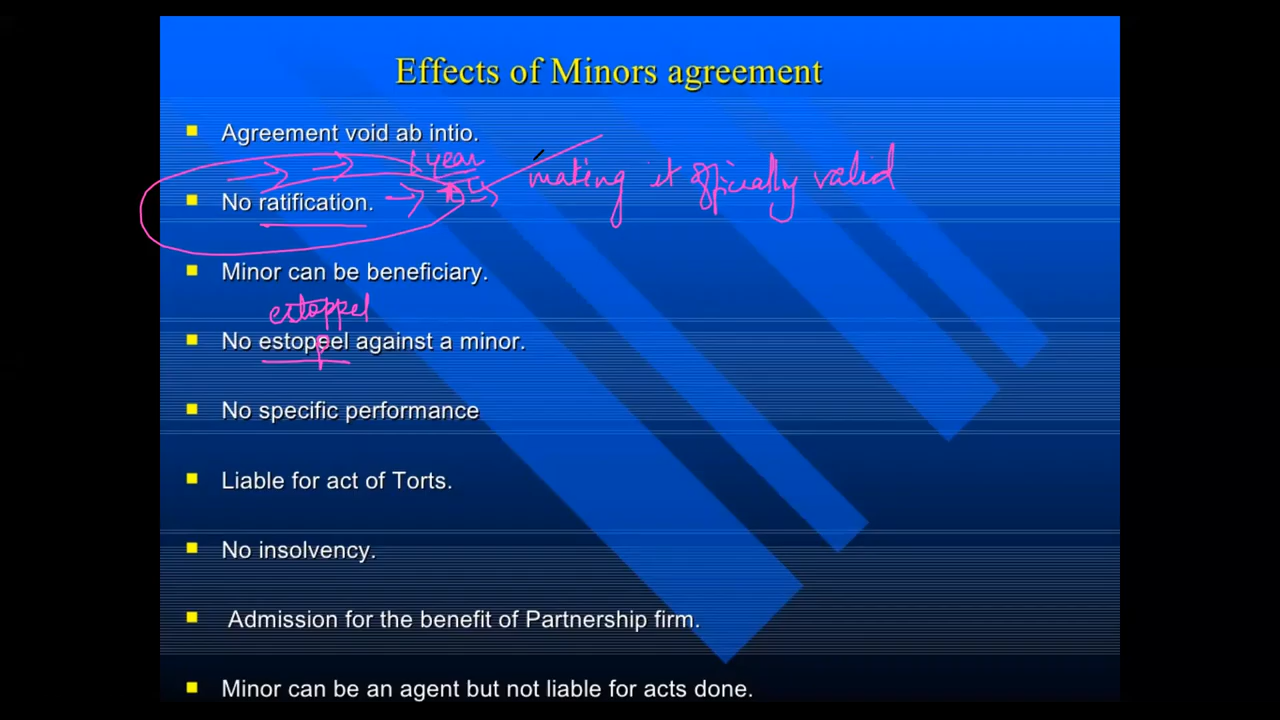 Effects of Minors agreement
Agreement void ab intio.
1 year
making it officially valid
No ratification.
Minor can be beneficiary.
estoppel
No estoppel against a minor.
No specific performance
Liable for act of Torts.
No insolvency.
Admission for the benefit of Partnership firm.
Minor can be an agent but not liable for acts done.